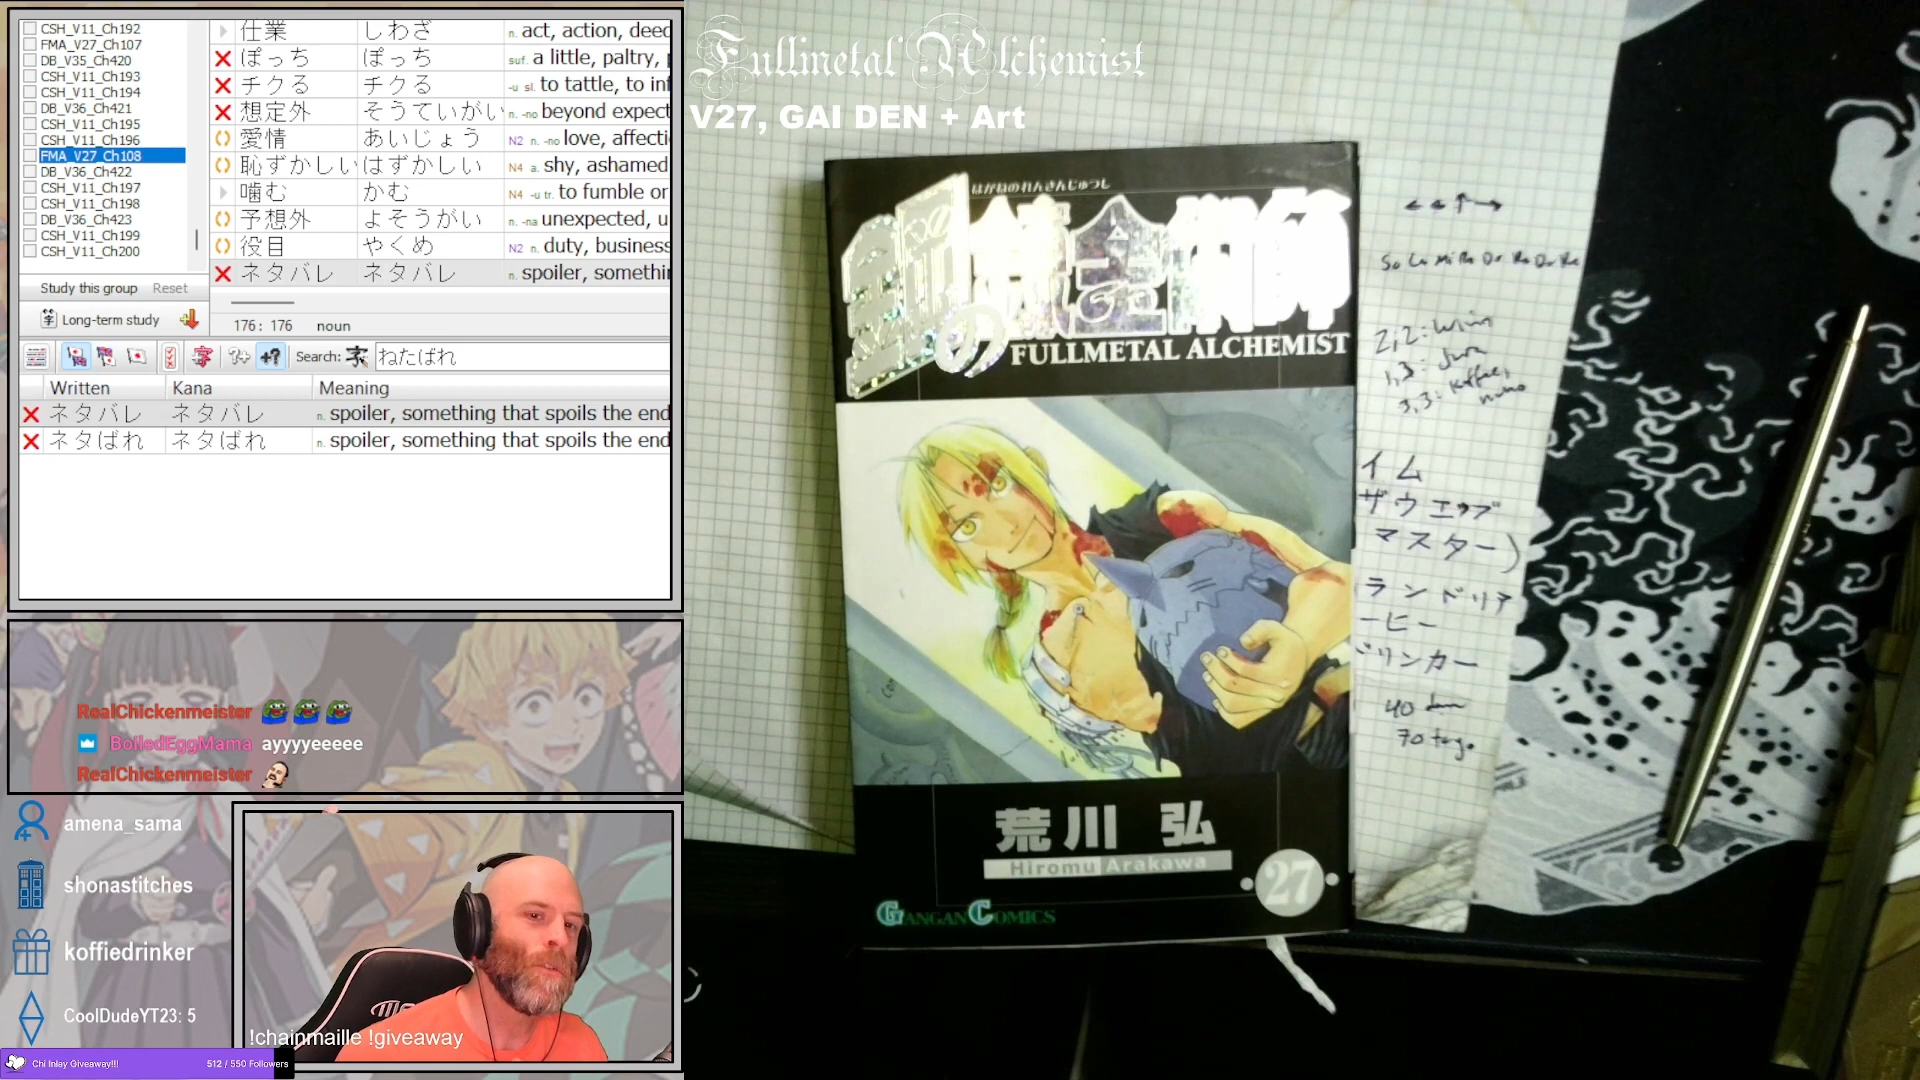 CSH_V11_Ch192
FMA_V27_Ch107
DB_V35_Ch420
CSH_V11_Ch193
CSH_V11_Ch194
DB_V36_Ch421
CSH_V11_Ch195
CSH_V11_Ch196
FMA_V27_Ch108
DB_V36_Ch422
CSH_V11_Ch197
CSH_V11_Ch198
DB_V36_Ch423
CSH_V11_Ch199
CSH_V11_Ch200
Study this group Reset
Long-term study
仕業 しわざ n. act, action, deed
ぽっち ぽっち suf. a little, paltry,
チクる チクる -u sl. to tattle, to inf
想定外 そうていがい n. -no beyond expect
愛情 あいじょう N2 n. -no love, affecti
恥ずかしい はずかしい N4 a. shy, ashamed
噛む かむ N4 -u tr. to fumble or
予想外 よそうがい n. -na unexpected, u
役目 やくめ N2 n. duty, business
ネタバレ ネタバレ n. spoiler, somethin
176: 176 noun
Search: ねたばれ
Written Kana Meaning
ネタバレ ネタバレ n. spoiler, something that spoils the end
ネタばれ ネタばれ n. spoiler, something that spoils the end
RealChickenmeister
BoiledEggMama ayyyyeeeee
RealChickenmeister
amena_sama
shonastitches
koffiedrinker
CoolDudeYT23: 5
!chainmaille !giveaway
Chi Inlay Giveaway!!! 512 / 550 Followers
Fullmetal Alchemist
V27, GAI DEN + Art
はがねのれんきんじゅつし
鋼の錬金術師
FULLMETAL ALCHEMIST
荒川 弘
Hiromu Arakawa
27
GANGAN COMICS
イム
ザウエッブ
マスター)
ランドリア
ーヒー
ドリンカー